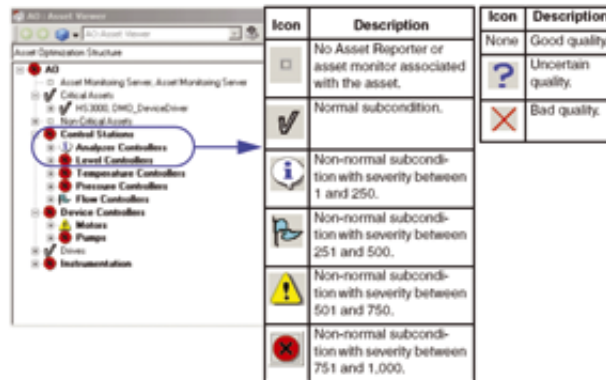 AO : Asset Viewer
AO:Asset Viewer
Asset Optimization Structure
AO
Asset Monitoring Server, Asset Monitoring Server
Critical Assets
HS3000, DMD_DeviceDriver
Non-Critical Assets
Control Stations
Analyzer Controllers
Level Controllers
Temperature Controllers
Pressure Controllers
Flow Controllers
Device Controllers
Motors
Pumps
Drives
Instrumentation
Icon Description
No Asset Reporter or
asset monitor associated
with the asset.
Normal subcondition.
Non-normal subcondi-
tion with severity between
1 and 250.
Non-normal subcondi-
tion with severity between
251 and 500.
Non-normal subcondi-
tion with severity between
501 and 750.
Non-normal subcondi-
tion with severity between
751 and 1,000.
Icon Description
None Good quality.
Uncertain
quality.
Bad quality.